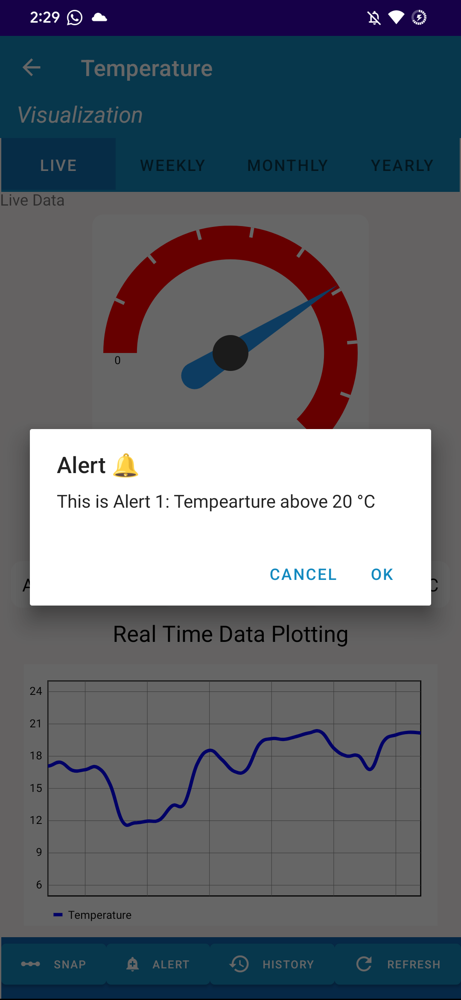 2:29
Temperature
Visualization
LIVE WEEKLY MONTHLY YEARLY
Live Data
0
Alert 🔔
This is Alert 1: Tempearture above 20 °C
CANCEL OK
A C
Real Time Data Plotting
24
21
18
15
12
9
6
Temperature
SNAP ALERT HISTORY REFRESH